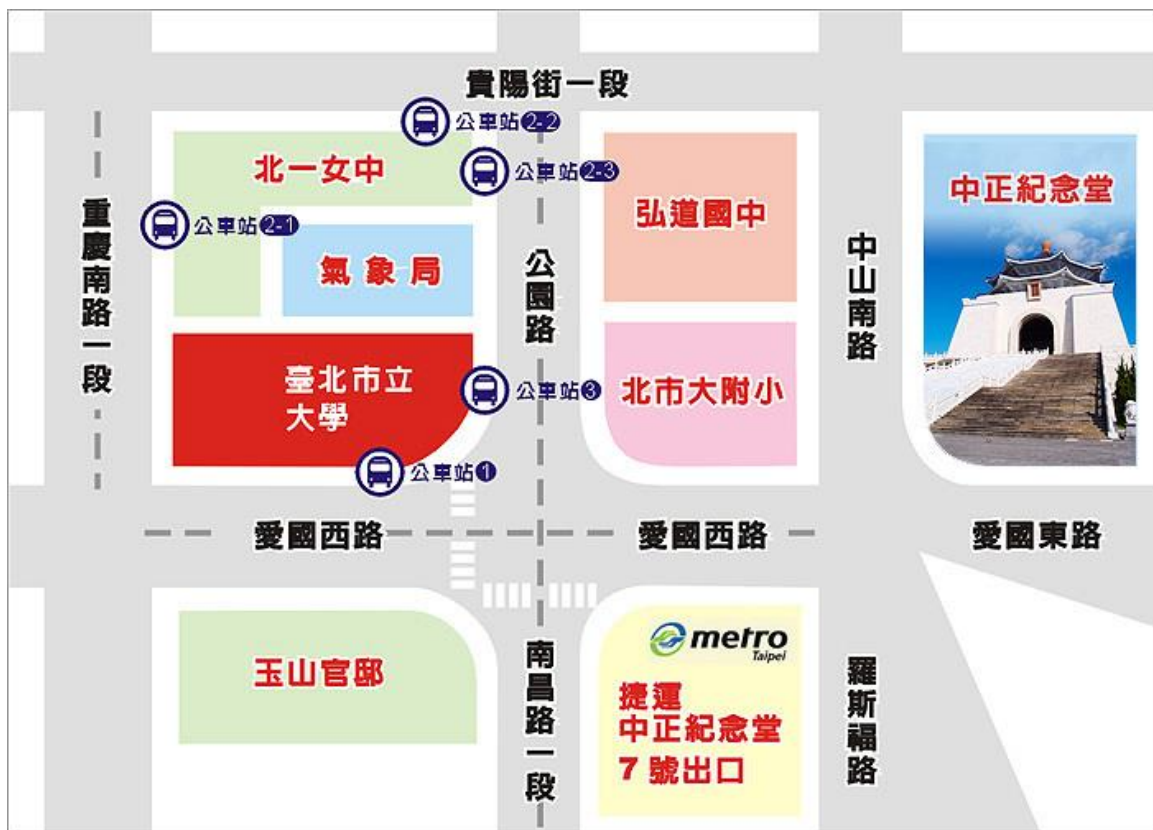 貴陽街一段
公車站2-2
北一女中
公車站2-3
中正紀念堂
弘道國中
公車站2-1
重慶南路一段
氣象局
公園路
中山南路
臺北市立
大學
公車站3
北市大附小
公車站1
愛國西路
愛國西路
愛國東路
metro
Taipei
玉山官邸
南昌路一段
捷運
中正紀念堂
7號出口
羅斯福路